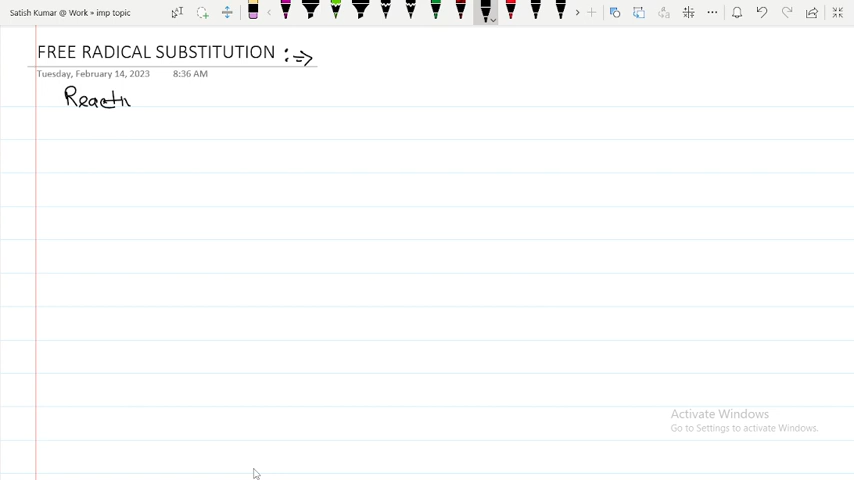 Satish Kumar @ Work » imp topic
FREE RADICAL SUBSTITUTION :⇒
Tuesday, February 14, 2023 8:36 AM
Activate Windows
Go to Settings to activate Windows.